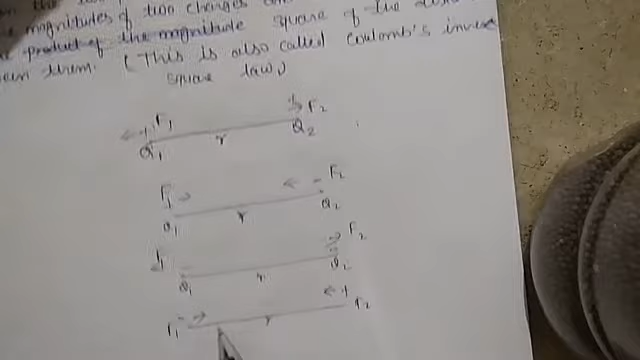 magnitudes of two charges
product of the magnitude square of the
them. (This is also called Coulomb's inverse
square law.)
F₁ + F₂
Q₁ r Q₂
F₁ - F₂
Q₁ r Q₂
F₂
Q₁ r Q₂
F₁ - + F₂
r